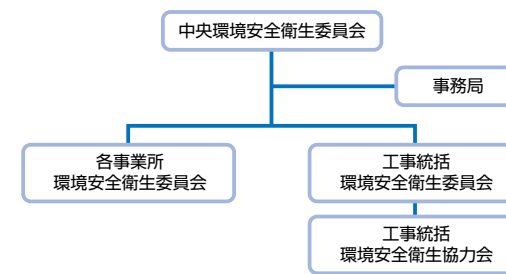 中央環境安全衛生委員会
事務局
各事業所
環境安全衛生委員会
工事統括
環境安全衛生委員会
工事統括
環境安全衛生協力会